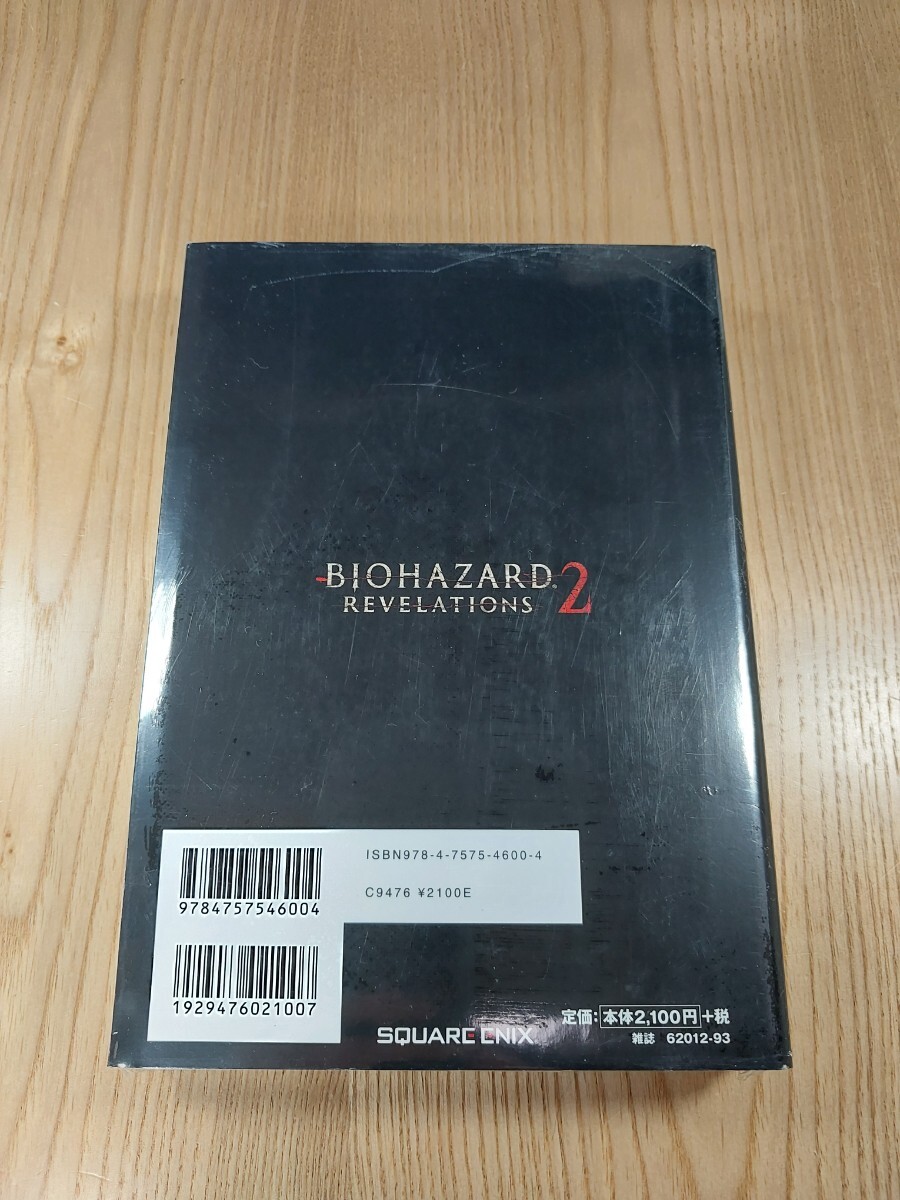 BIOHAZARD®
REVELATIONS 2
ISBN978-4-7575-4600-4
C9476 ¥2100E
9784757546004
1929476021007
SQUARE ENIX
定価：本体2,100円+税
雑誌 62012-93